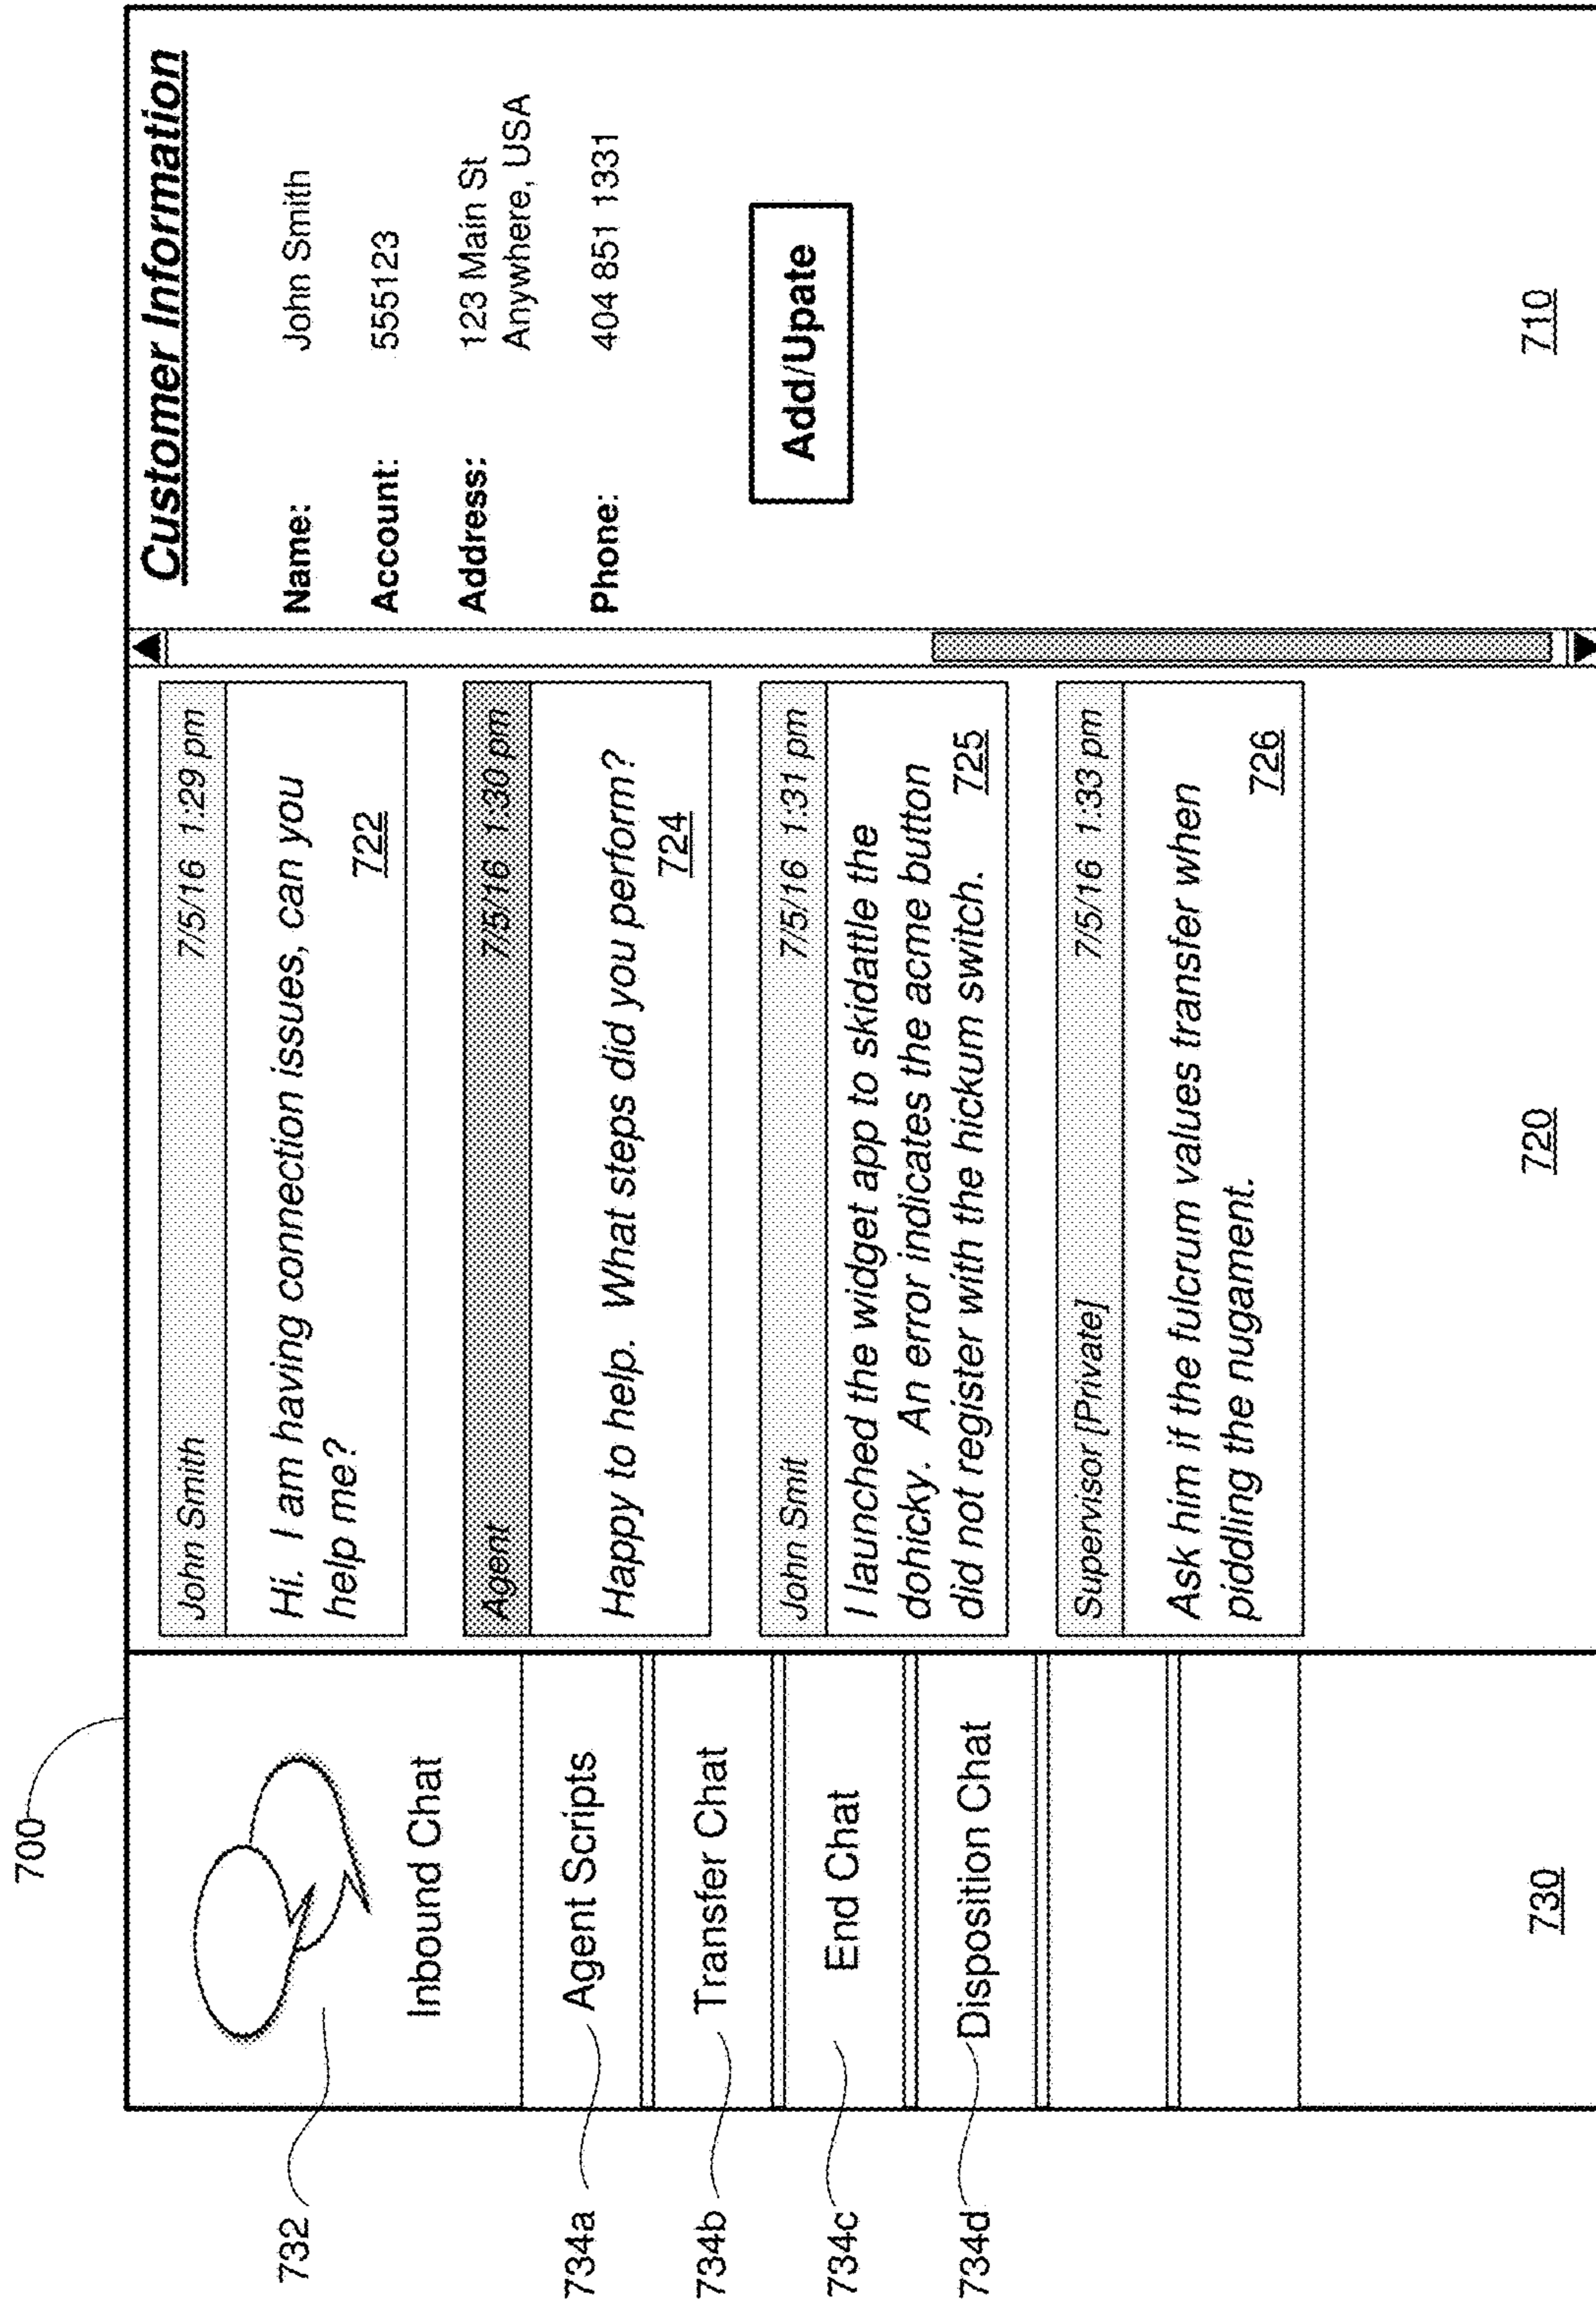 700
732
Inbound Chat
734a
Agent Scripts
734b
Transfer Chat
734c
End Chat
734d
Disposition Chat
730
John Smith 7/5/16 1:29 pm
Hi. I am having connection issues, can you
help me?
722
Agent 7/5/16 1:30 pm
Happy to help. What steps did you perform?
724
John Smit 7/5/16 1:31 pm
I launched the widget app to skidattle the
dohicky. An error indicates the acme button
did not register with the hickum switch. 725
Supervisor [Private] 7/5/16 1:33 pm
Ask him if the fulcrum values transfer when
piddling the nugament.
726
720
Customer Information
Name: John Smith
Account: 555123
Address: 123 Main St
Anywhere, USA
Phone: 404 851 1331
Add/Upate
710